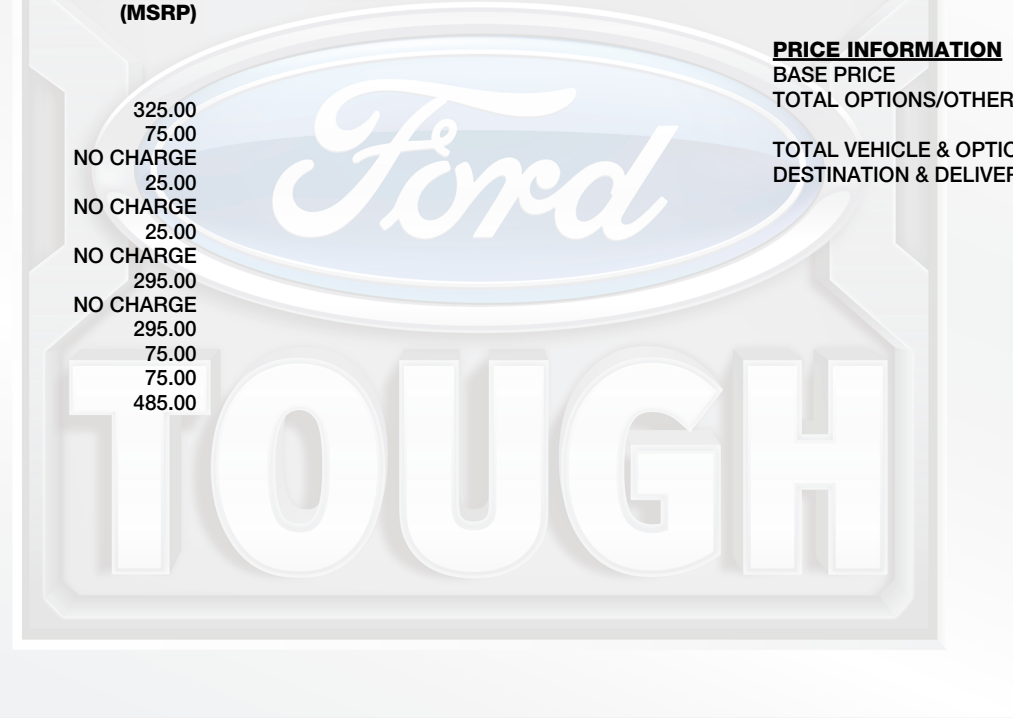 (MSRP)
325.00
75.00
NO CHARGE
25.00
NO CHARGE
25.00
NO CHARGE
295.00
NO CHARGE
295.00
75.00
75.00
485.00
PRICE INFORMATION
BASE PRICE
TOTAL OPTIONS/OTHER
TOTAL VEHICLE & OPTIO
DESTINATION & DELIVER
Ford
TOUGH